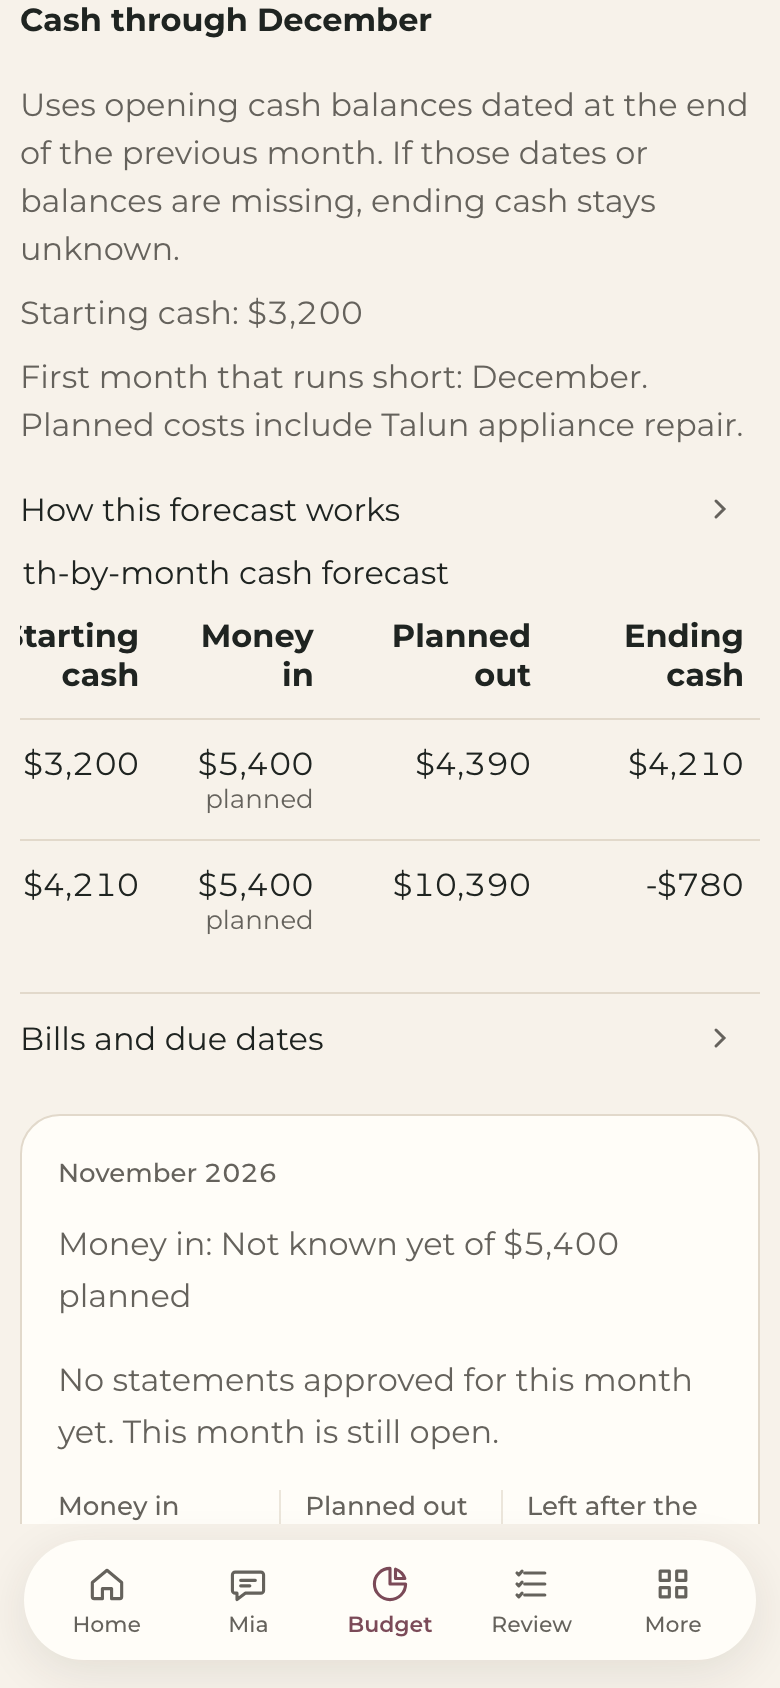 Cash through December
Uses opening cash balances dated at the end
of the previous month. If those dates or
balances are missing, ending cash stays
unknown.
Starting cash: $3,200
First month that runs short: December.
Planned costs include Talun appliance repair.
How this forecast works
th-by-month cash forecast
tarting cash Money in Planned out Ending cash
$3,200 $5,400 planned $4,390 $4,210
$4,210 $5,400 planned $10,390 -$780
Bills and due dates
November 2026
Money in: Not known yet of $5,400
planned
No statements approved for this month
yet. This month is still open.
Money in Planned out Left after the
Home Mia Budget Review More